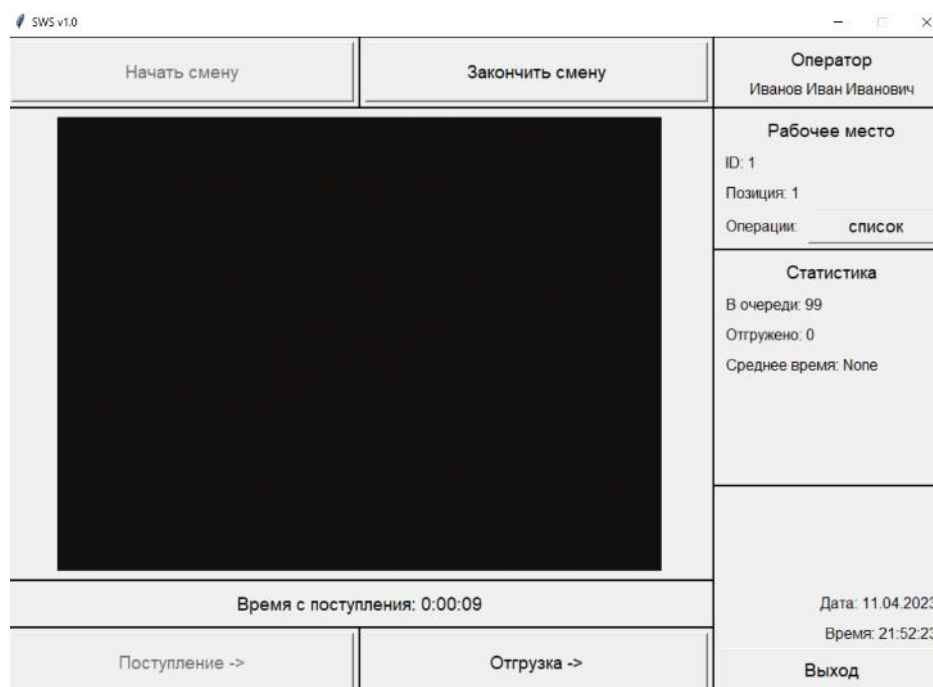 SWS v1.0
Начать смену
Закончить смену
Оператор
Иванов Иван Иванович
Рабочее место
ID: 1
Позиция: 1
Операции: список
Статистика
В очереди: 99
Отгружено: 0
Среднее время: None
Время с поступления: 0:00:09
Поступление ->
Отгрузка ->
Дата: 11.04.2023
Время: 21:52:23
Выход